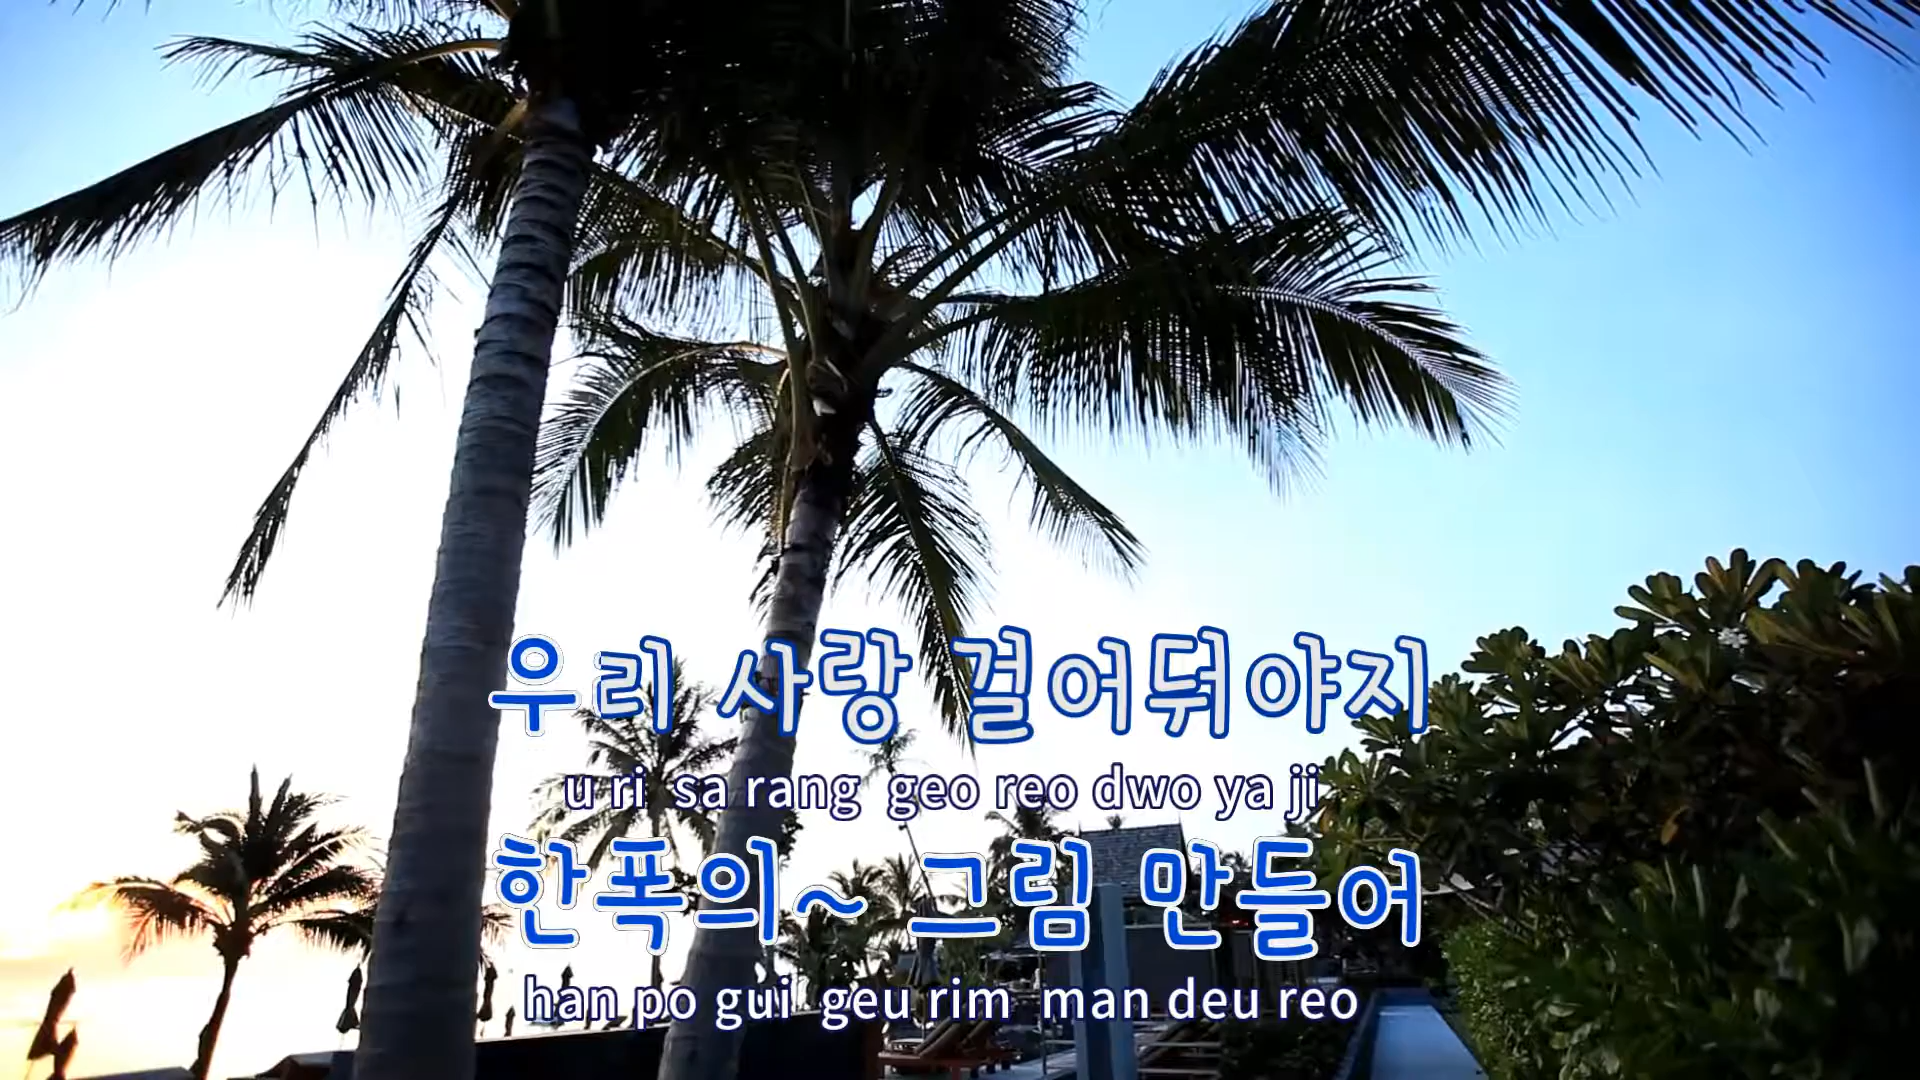 우리 사랑 걸어둬야지
u ri sa rang geo reo dwo ya ji
한폭의~ 그림 만들어
han po gui geu rim man deu reo